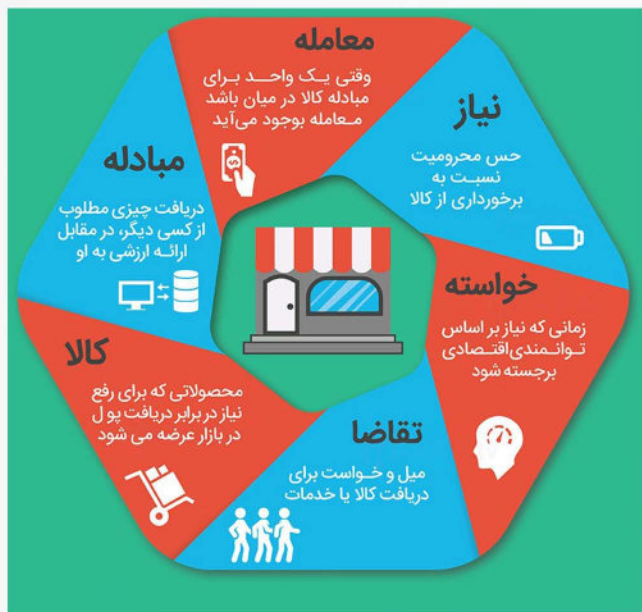 معامله
وقتی یک واحد برای
مبادله کالا در میان باشد
معامله بوجود می‌آید
نیاز
حس محرومیت
نسبت به
برخورداری از کالا
خواسته
زمانی که نیاز بر اساس
توانمندی اقتصادی
برجسته شود
تقاضا
میل و خواست برای
دریافت کالا یا خدمات
کالا
محصولاتی که برای رفع
نیاز در برابر دریافت پول
در بازار عرضه می شود
مبادله
دریافت چیزی مطلوب
از کسی دیگر، در مقابل
ارائه ارزشی به او